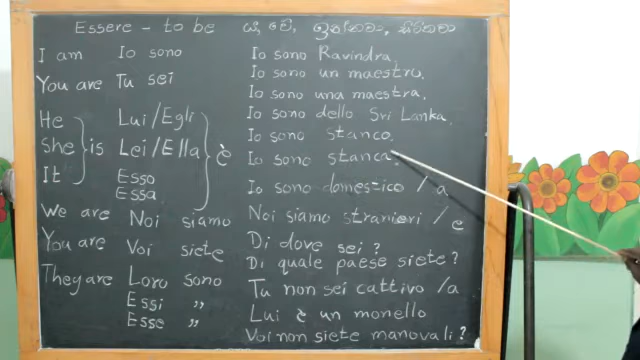 Essere - to be යනු වේ, ඉන්නවා, සිටිනවා
I am Io sono
You are Tu sei
He
She is
It
Lui/Egli
Lei/Ella è
Esso
Essa
We are Noi siamo
You are Voi siete
They are Loro sono
Essi "
Esse "
Io sono Ravindra.
Io sono un maestro.
Io sono una maestra.
Io sono dello Sri Lanka.
Io sono stanco.
Io sono stanca.
Io sono domestico /a
Noi siamo stranieri /e
Di dove sei ?
Di quale paese siete ?
Tu non sei cattivo /a
Lui è un monello
Voi non siete manovali ?